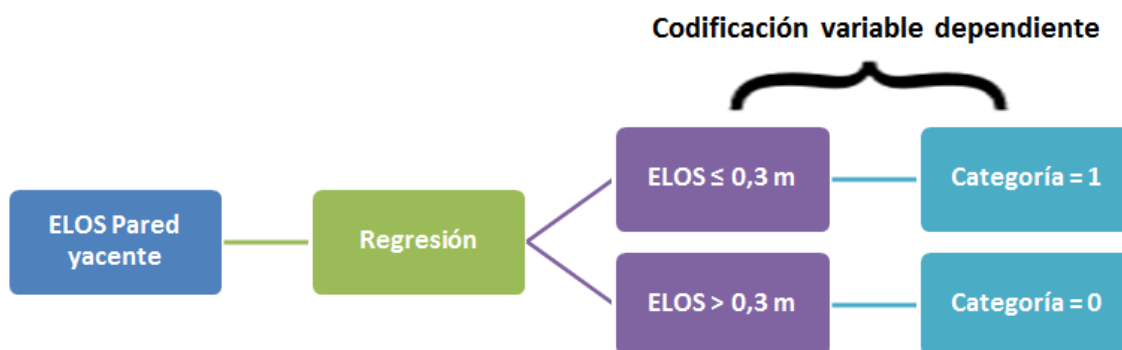 Codificación variable dependiente
ELOS Pared
yacente
Regresión
ELOS ≤ 0,3 m
Categoría = 1
ELOS > 0,3 m
Categoría = 0